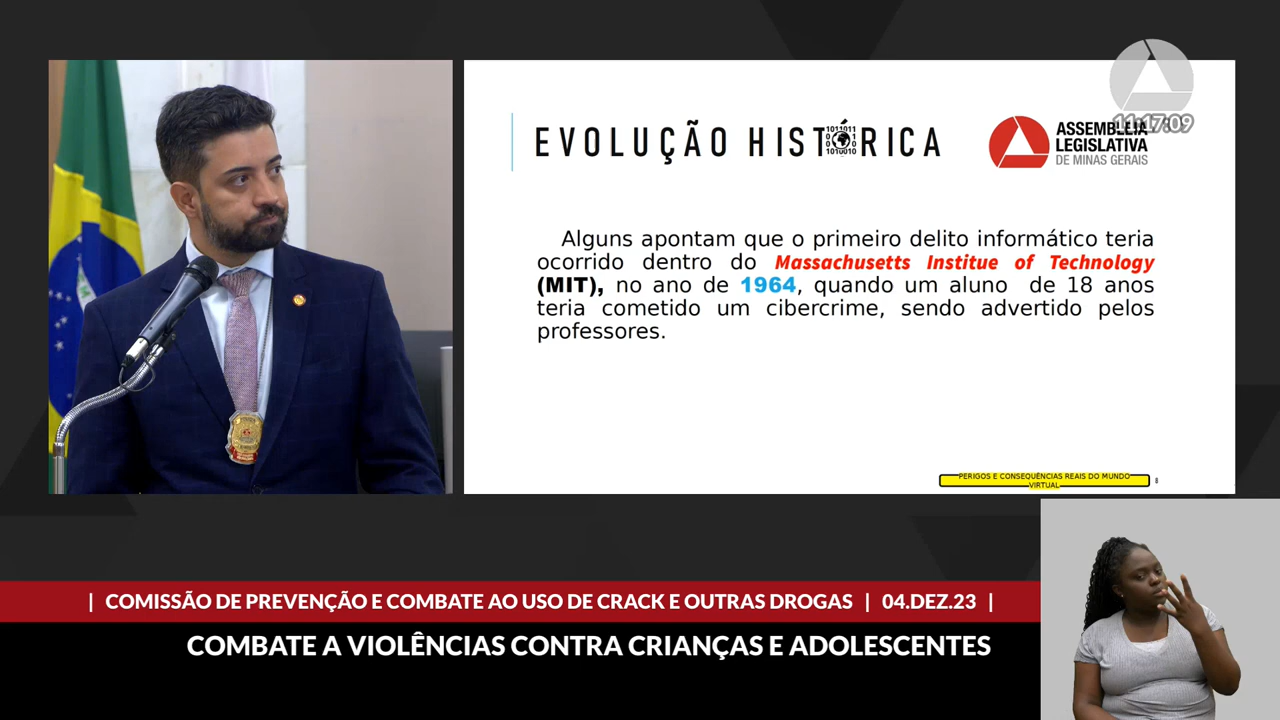 11:17:09
EVOLUÇÃO HISTÓRICA
ASSEMBLEIA
LEGISLATIVA
DE MINAS GERAIS
Alguns apontam que o primeiro delito informático teria
ocorrido dentro do Massachusetts Institue of Technology
(MIT), no ano de 1964, quando um aluno de 18 anos
teria cometido um cibercrime, sendo advertido pelos
professores.
PERIGOS E CONSEQUÊNCIAS REAIS DO MUNDO
VIRTUAL
8
| COMISSÃO DE PREVENÇÃO E COMBATE AO USO DE CRACK E OUTRAS DROGAS | 04.DEZ.23 |
COMBATE A VIOLÊNCIAS CONTRA CRIANÇAS E ADOLESCENTES